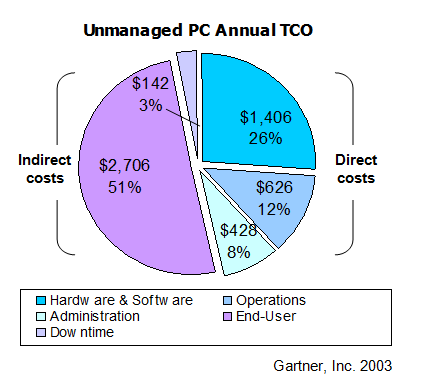 Unmanaged PC Annual TCO
$142
3%
$1,406
26%
Indirect
costs
$2,706
51%
Direct
costs
$626
12%
$428
8%
Hardw are & Softw are
Operations
Administration
End-User
Dow ntime
Gartner, Inc. 2003